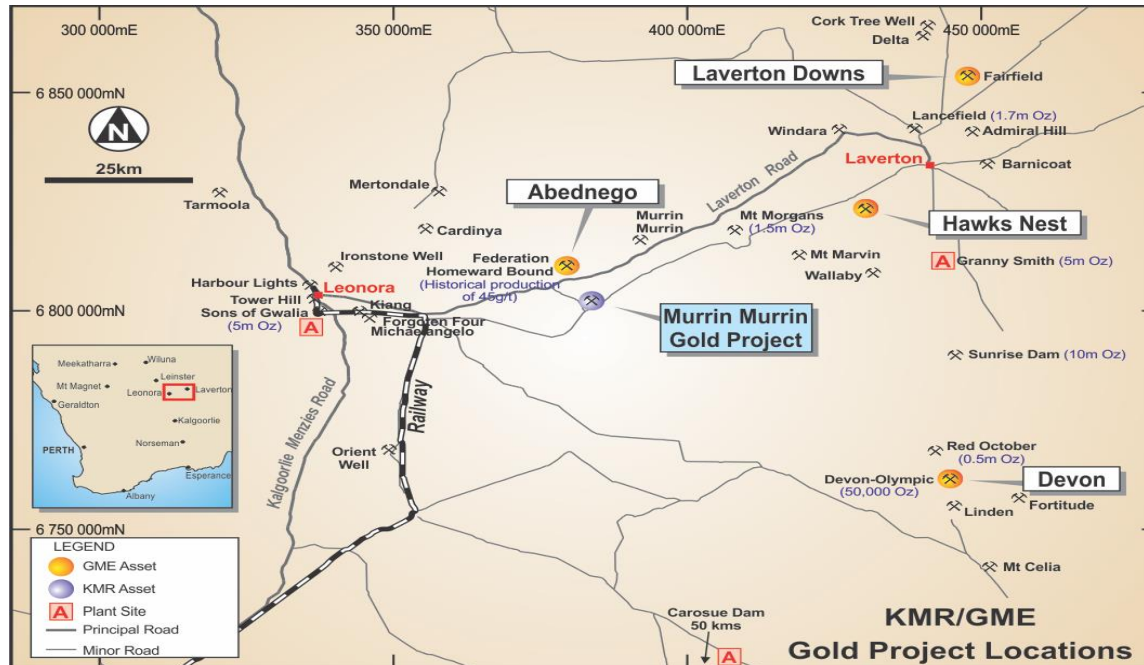 300 000mE
350 000mE
400 000mE
450 000mE
Cork Tree Well
Delta
Laverton Downs
Fairfield
6 850 000mN
N
25km
Lancefield (1.7m Oz)
Windara
Admiral Hill
Laverton
Barnicoat
Laverton Road
Mertondale
Abednego
Tarmoola
Cardinya
Murrin
Murrin
Mt Morgans
(1.5m Oz)
Hawks Nest
Ironstone Well
Federation
Homeward Bound
(Historical production
of 45g/t)
Mt Marvin
Wallaby
A
Granny Smith (5m Oz)
Harbour Lights
Leonora
Tower Hill
Sons of Gwalia
(5m Oz)
A
Kiang
Forgoten Four
Michaelangelo
6 800 000mN
Murrin Murrin
Gold Project
Sunrise Dam (10m Oz)
Meekatharra
Wiluna
Leinster
Mt Magnet
Leonora
Laverton
Geraldton
Kalgoorlie
PERTH
Norseman
Esperance
Albany
Kalgoorlie Menzies Road
Railway
Orient
Well
Red October
(0.5m Oz)
Devon-Olympic
(50,000 Oz)
Devon
Linden
Fortitude
6 750 000mN
Mt Celia
LEGEND
GME Asset
KMR Asset
A Plant Site
Principal Road
Minor Road
Carosue Dam
50 kms
A
KMR/GME
Gold Project Locations